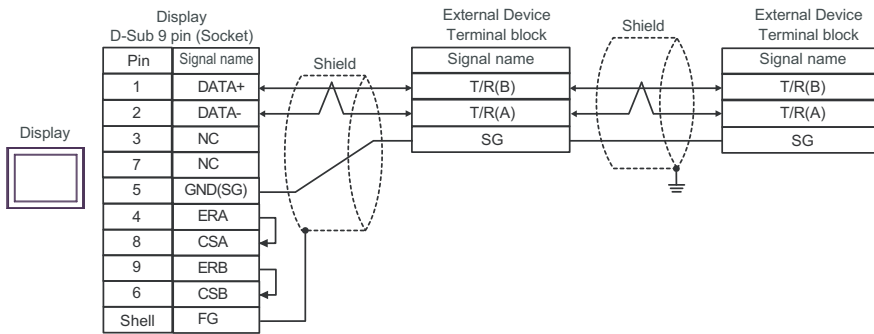 Display
D-Sub 9 pin (Socket)
Pin Signal name
1 DATA+
2 DATA-
3 NC
7 NC
5 GND(SG)
4 ERA
8 CSA
9 ERB
6 CSB
Shell FG
Display
Shield
External Device
Terminal block
Signal name
T/R(B)
T/R(A)
SG
Shield
External Device
Terminal block
Signal name
T/R(B)
T/R(A)
SG